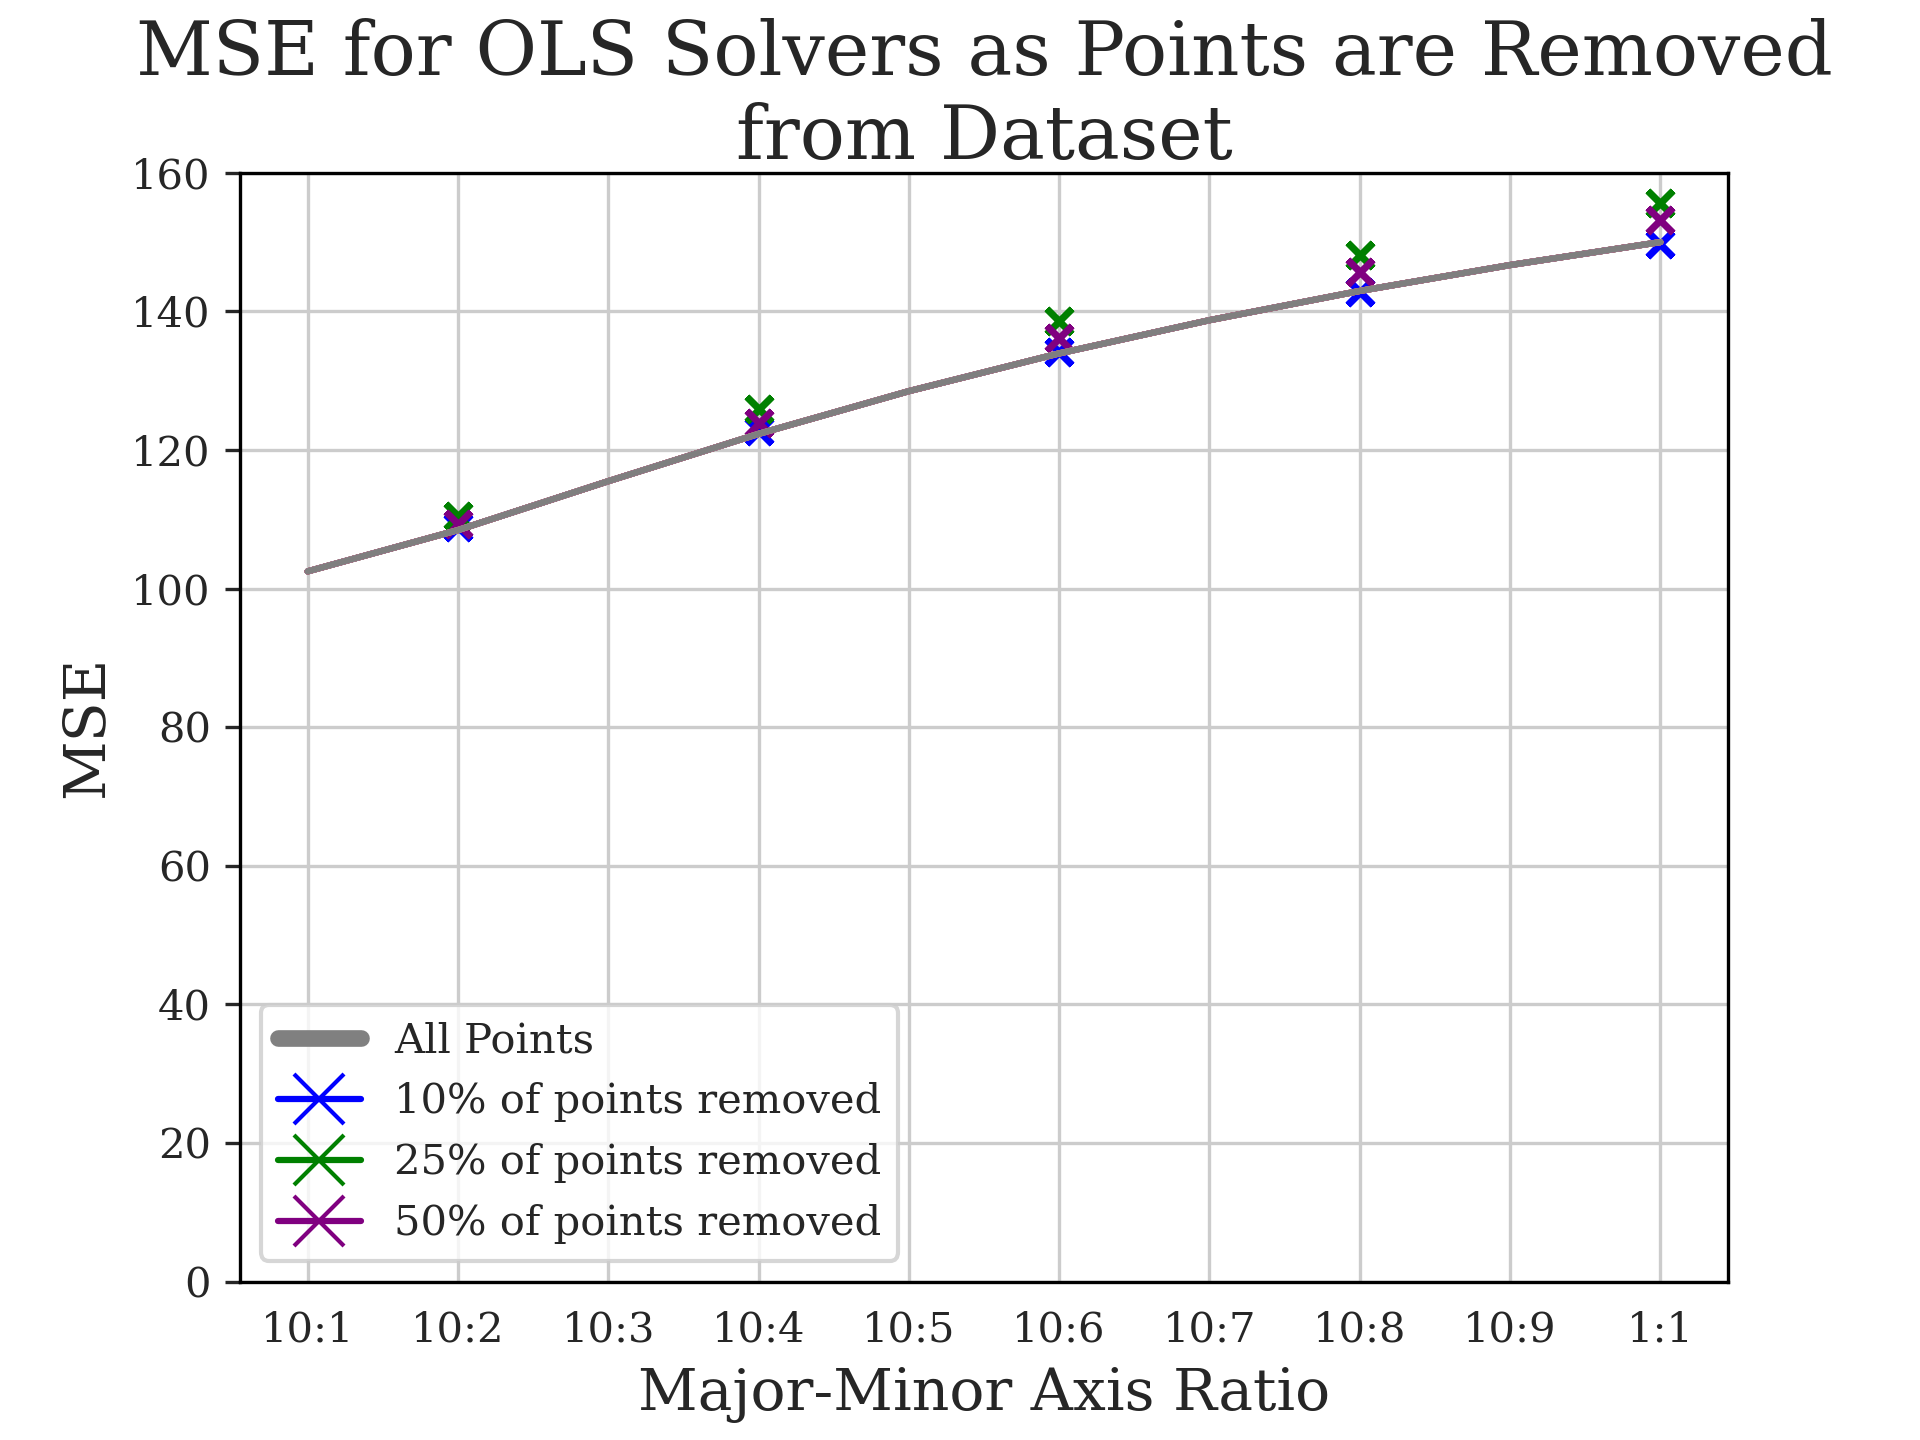 MSE for OLS Solvers as Points are Removed
from Dataset
160
140
120
100
80
60
40
20
0
MSE
All Points
10% of points removed
25% of points removed
50% of points removed
10:1 10:2 10:3 10:4 10:5 10:6 10:7 10:8 10:9 1:1
Major-Minor Axis Ratio